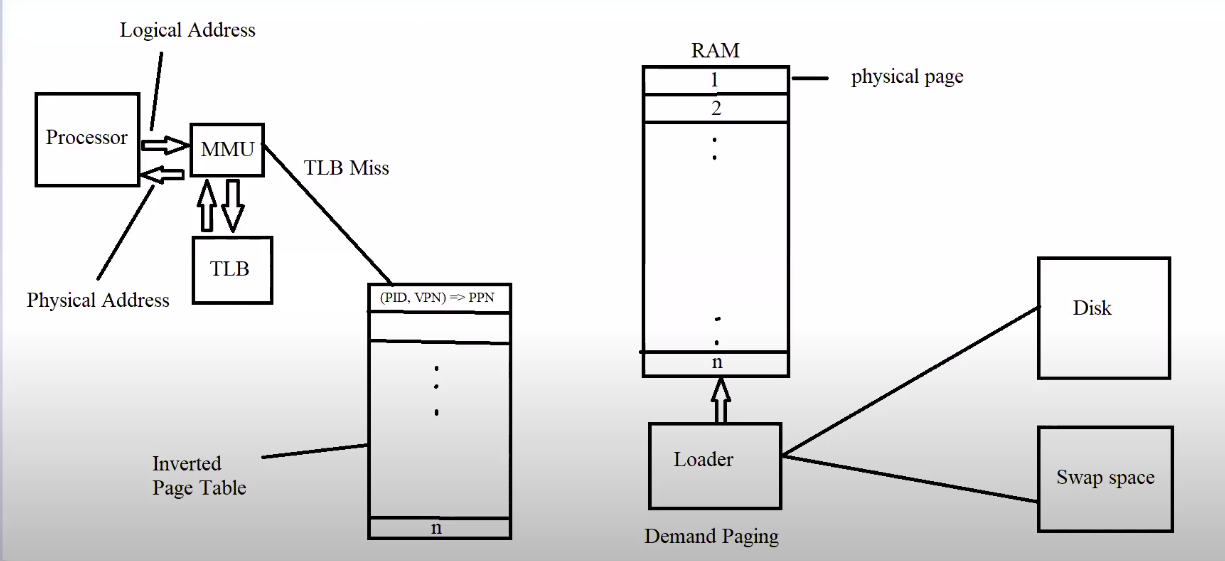 Logical Address
Processor
MMU
TLB Miss
TLB
Physical Address
(PID, VPN) => PPN
Inverted
Page Table
n
RAM
1
physical page
2
n
Loader
Demand Paging
Disk
Swap space